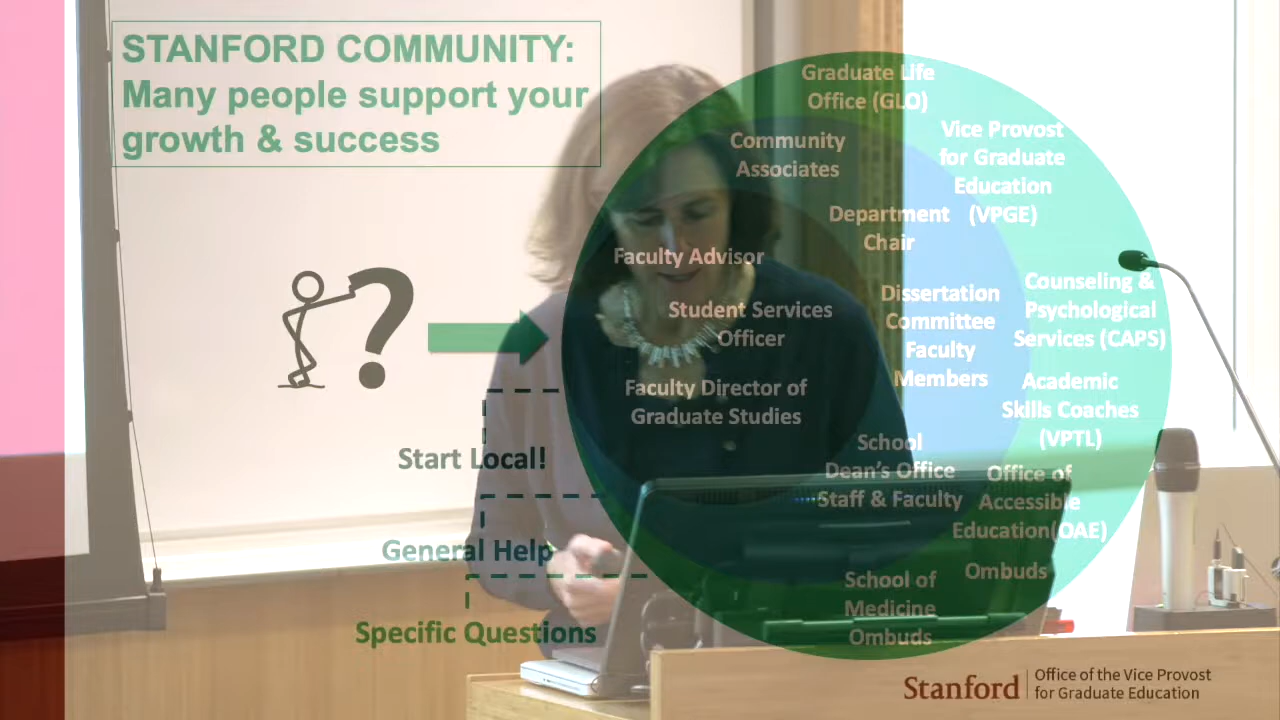 STANFORD COMMUNITY:
Many people support your
growth & success
Graduate Life
Office (GLO)
Community
Associates
Vice Provost
for Graduate
Education
(VPGE)
Department
Chair
Faculty Advisor
Student Services
Officer
Faculty Director of
Graduate Studies
Dissertation
Committee
Faculty
Members
Counseling &
Psychological
Services (CAPS)
Academic
Skills Coaches
(VPTL)
School
Dean's Office
Staff & Faculty
Office of
Accessible
Education(OAE)
Ombuds
School of
Medicine
Ombuds
?
Start Local!
General Help
Specific Questions
Stanford
Office of the Vice Provost
for Graduate Education